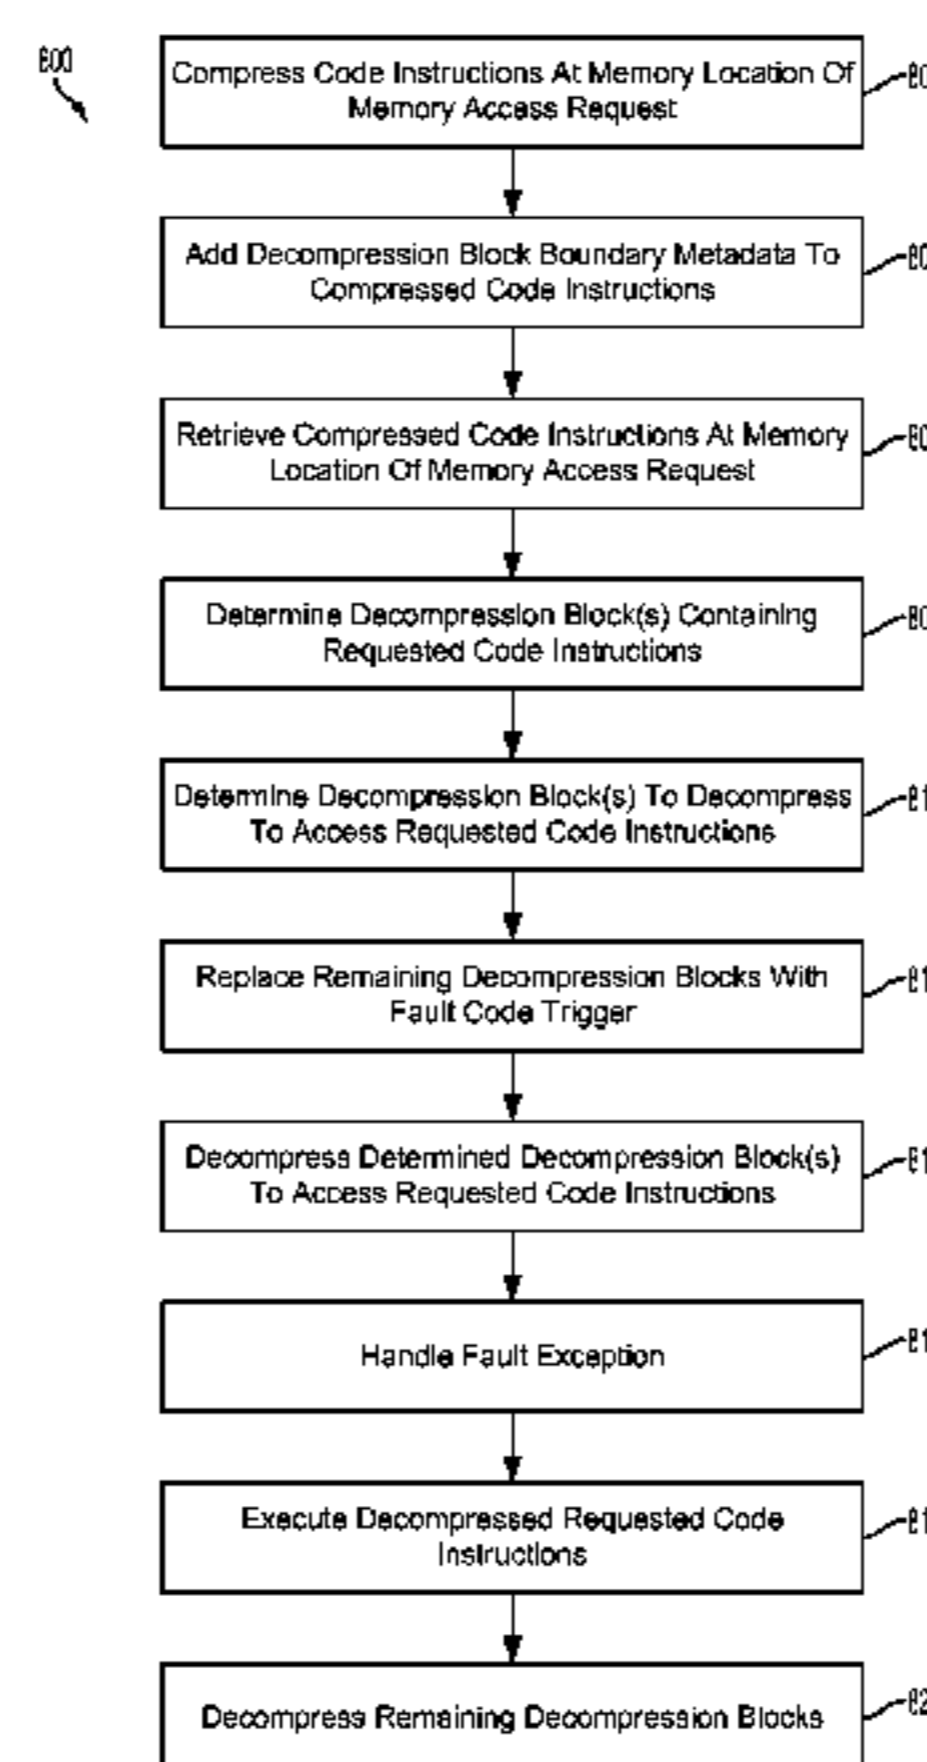 Compress Code Instructions At Memory Location Of
Memory Access Request
Add Decompression Block Boundary Metadata To
Compressed Code Instructions
Retrieve Compressed Code Instructions At Memory
Location Of Memory Access Request
Determine Decompression Block(s) Containing
Requested Code Instructions
Determine Decompression Block(s) To Decompress
To Access Requested Code Instructions
Replace Remaining Decompression Blocks With
Fault Code Trigger
Decompress Determined Decompression Block(s)
To Access Requested Code Instructions
Handle Fault Exception
Execute Decompressed Requested Code
Instructions
Decompress Remaining Decompression Blocks